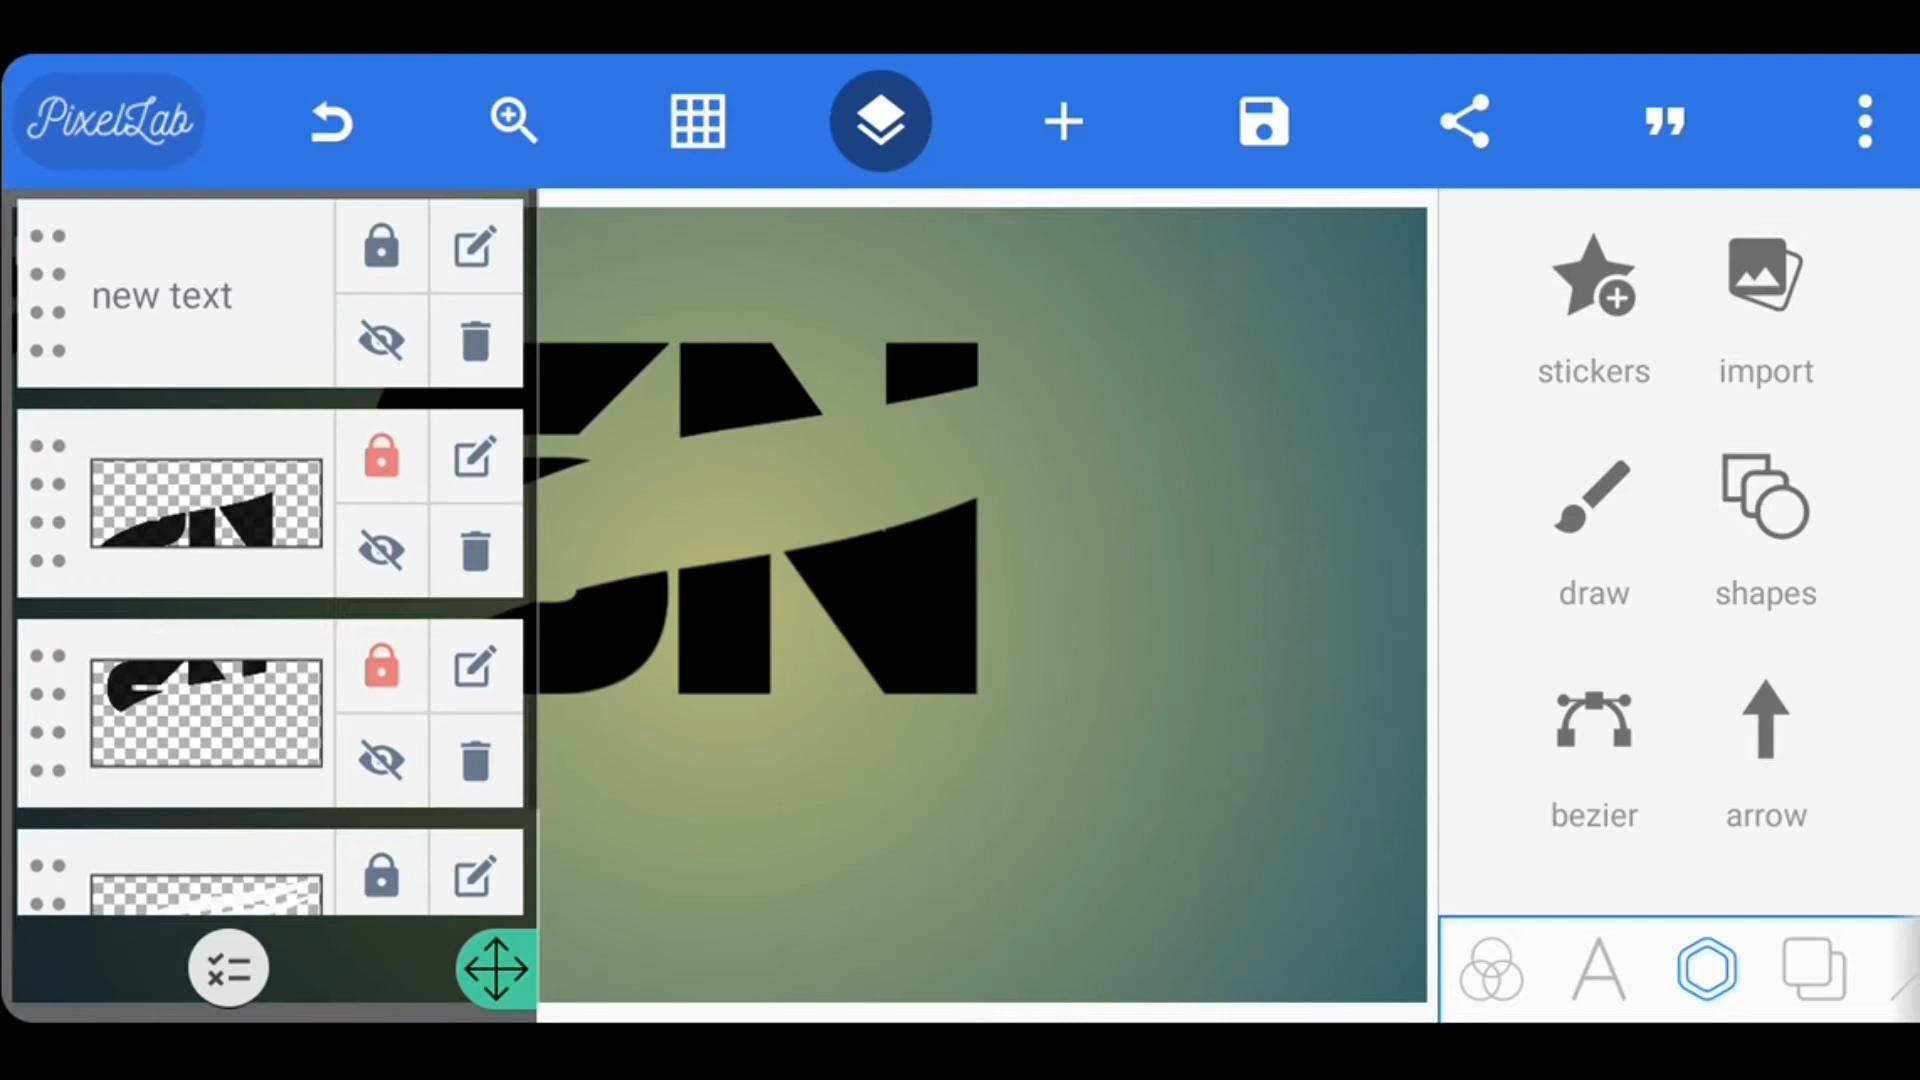 PixelLab
new text
stickers
import
draw
shapes
bezier
arrow